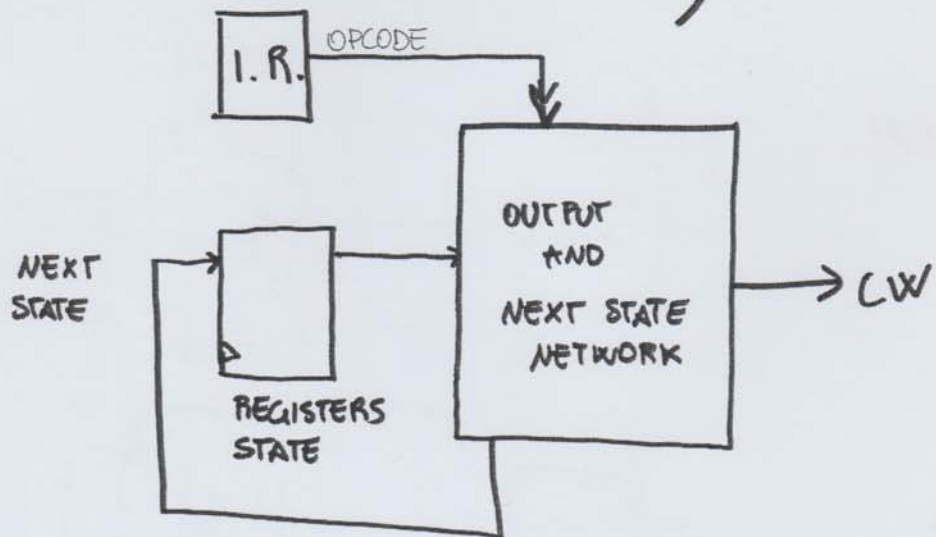 OPCODE
I. R.
OUTPUT
AND
NEXT STATE
NETWORK
CW
NEXT
STATE
REGISTERS
STATE